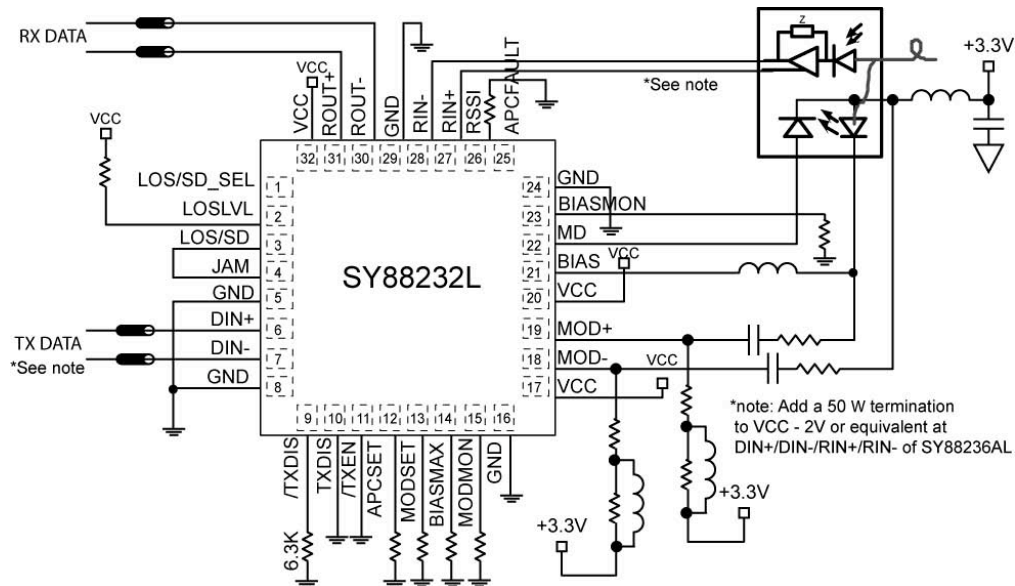 RX DATA
VCC
VCC
ROUT+
ROUT-
GND
RIN-
RIN+
RSSI
APCFAULT
*See note
Z
+3.3V
32
31
30
29
28
27
26
25
LOS/SD_SEL
1
LOSLVL
2
LOS/SD
3
JAM
4
GND
5
DIN+
6
DIN-
7
GND
8
VCC
TX DATA
*See note
SY88232L
24
GND
23
BIASMON
22
MD
21
BIAS
VCC
20
VCC
19
MOD+
18
MOD-
VCC
17
VCC
9
10
11
12
13
14
15
16
/TXDIS
TXDIS
/TXEN
APCSET
MODSET
BIASMAX
MODMON
GND
6.3K
*note: Add a 50 W termination
to VCC - 2V or equivalent at
DIN+/DIN-/RIN+/RIN- of SY88236AL
+3.3V
+3.3V